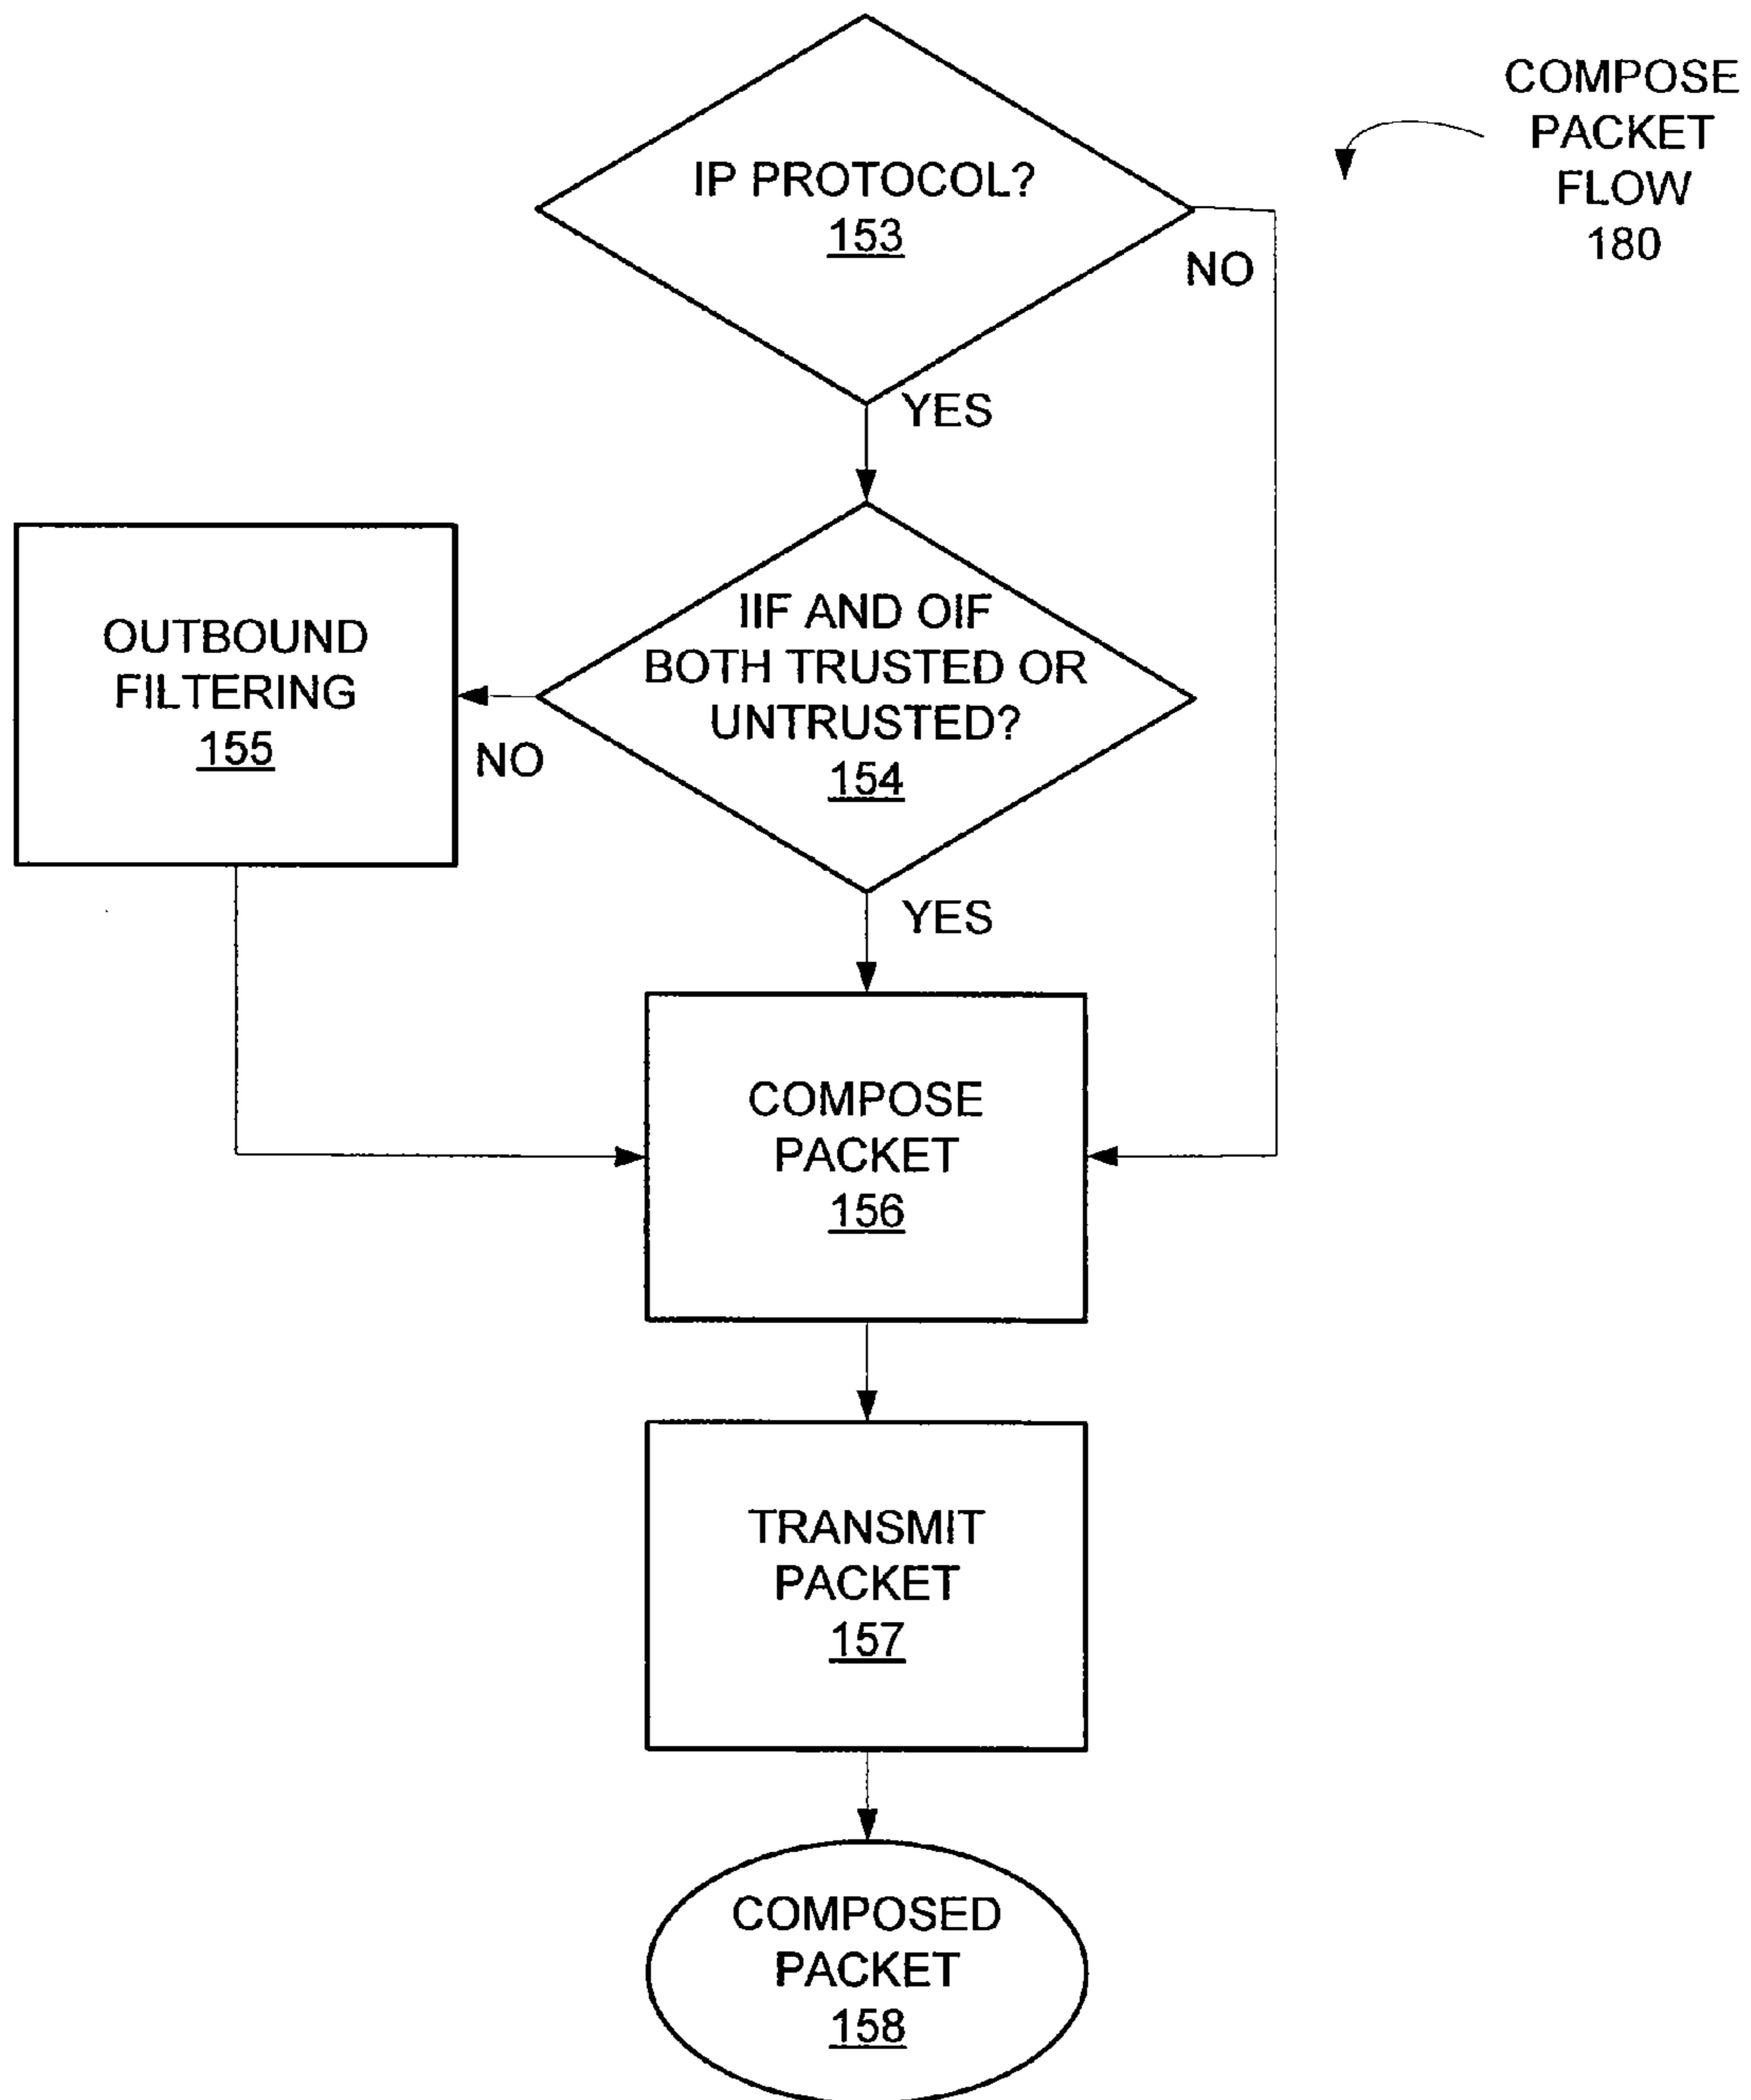 COMPOSE
PACKET
FLOW
180
IP PROTOCOL?
153
NO
YES
IIF AND OIF
BOTH TRUSTED OR
UNTRUSTED?
154
NO
OUTBOUND
FILTERING
155
YES
COMPOSE
PACKET
156
TRANSMIT
PACKET
157
COMPOSED
PACKET
158